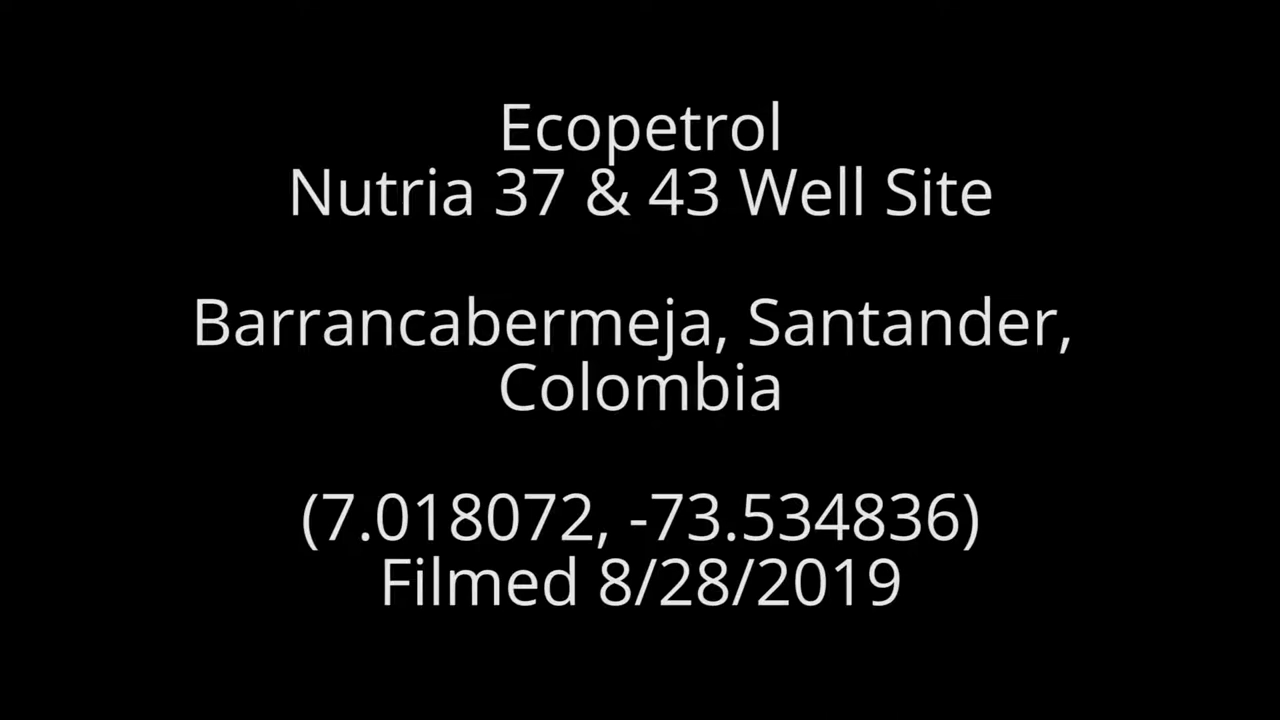 Ecopetrol
Nutria 37 & 43 Well Site
Barrancabermeja, Santander,
Colombia
(7.018072, -73.534836)
Filmed 8/28/2019